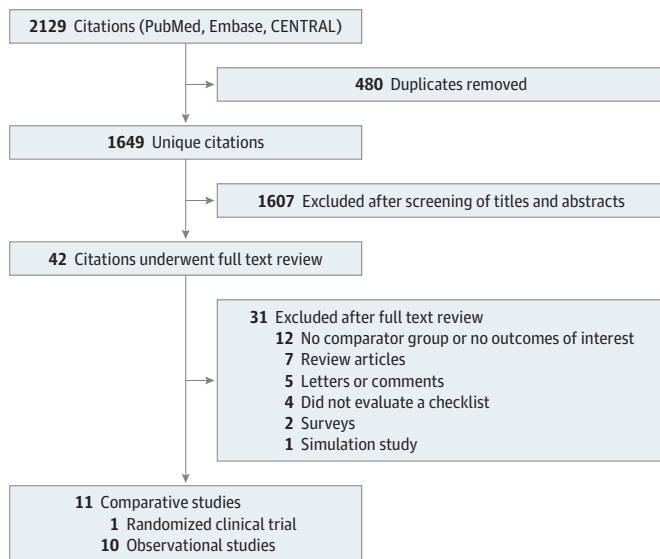 2129 Citations (PubMed, Embase, CENTRAL)
480 Duplicates removed
1649 Unique citations
1607 Excluded after screening of titles and abstracts
42 Citations underwent full text review
31 Excluded after full text review
12 No comparator group or no outcomes of interest
7 Review articles
5 Letters or comments
4 Did not evaluate a checklist
2 Surveys
1 Simulation study
11 Comparative studies
1 Randomized clinical trial
10 Observational studies